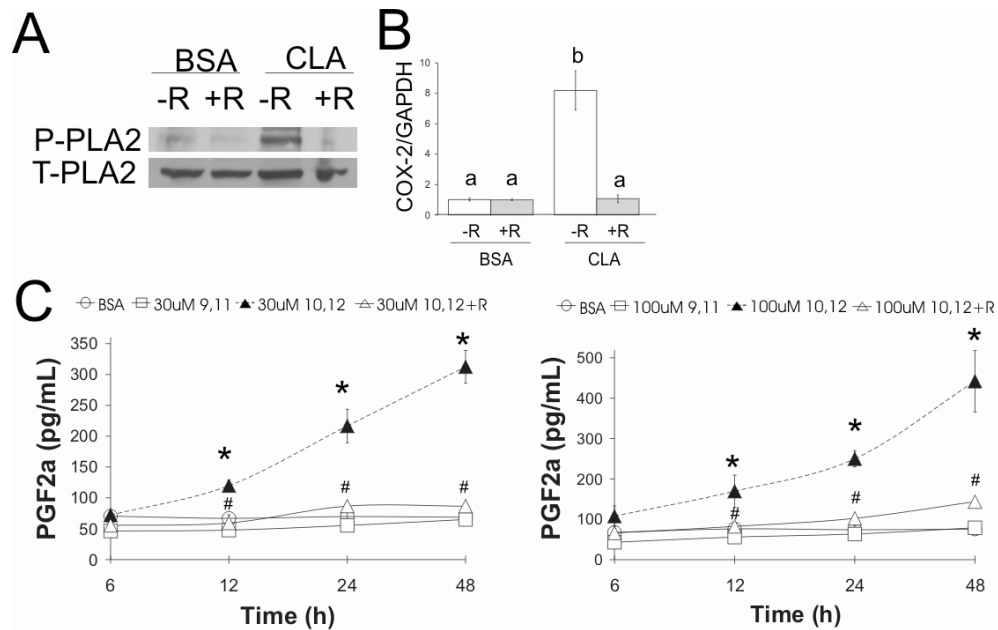 A
BSA CLA
-R +R -R +R
P-PLA2
T-PLA2
B
COX-2/GAPDH
10
8
6
4
2
0
a a b a
-R +R -R +R
BSA CLA
C
BSA 30uM 9,11 30uM 10,12 30uM 10,12+R
PGF2a (pg/mL)
350
300
250
200
150
100
50
0
* * *
# # #
6 12 24 48
Time (h)
BSA 100uM 9,11 100uM 10,12 100uM 10,12+R
PGF2a (pg/mL)
500
400
300
200
100
0
* * *
# # #
6 12 24 48
Time (h)